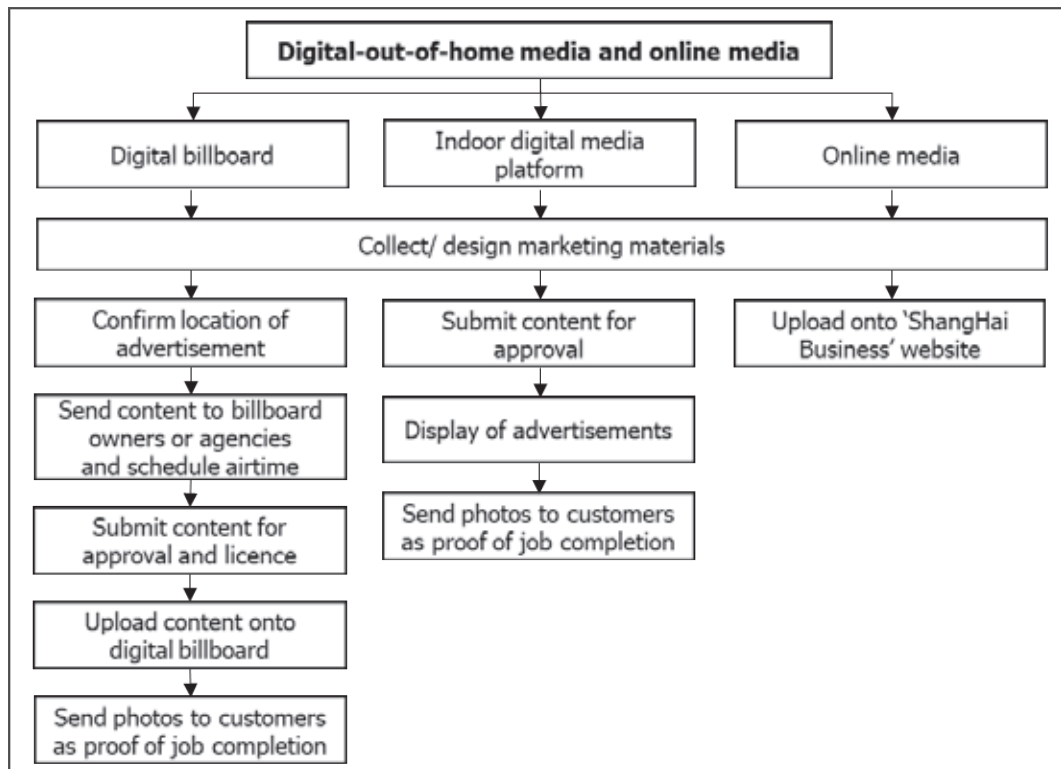 Digital-out-of-home media and online media
Digital billboard
Indoor digital media
platform
Online media
Collect/ design marketing materials
Confirm location of
advertisement
Submit content for
approval
Upload onto ‘ShangHai
Business’ website
Send content to billboard
owners or agencies
and schedule airtime
Display of advertisements
Submit content for
approval and licence
Send photos to customers
as proof of job completion
Upload content onto
digital billboard
Send photos to customers
as proof of job completion